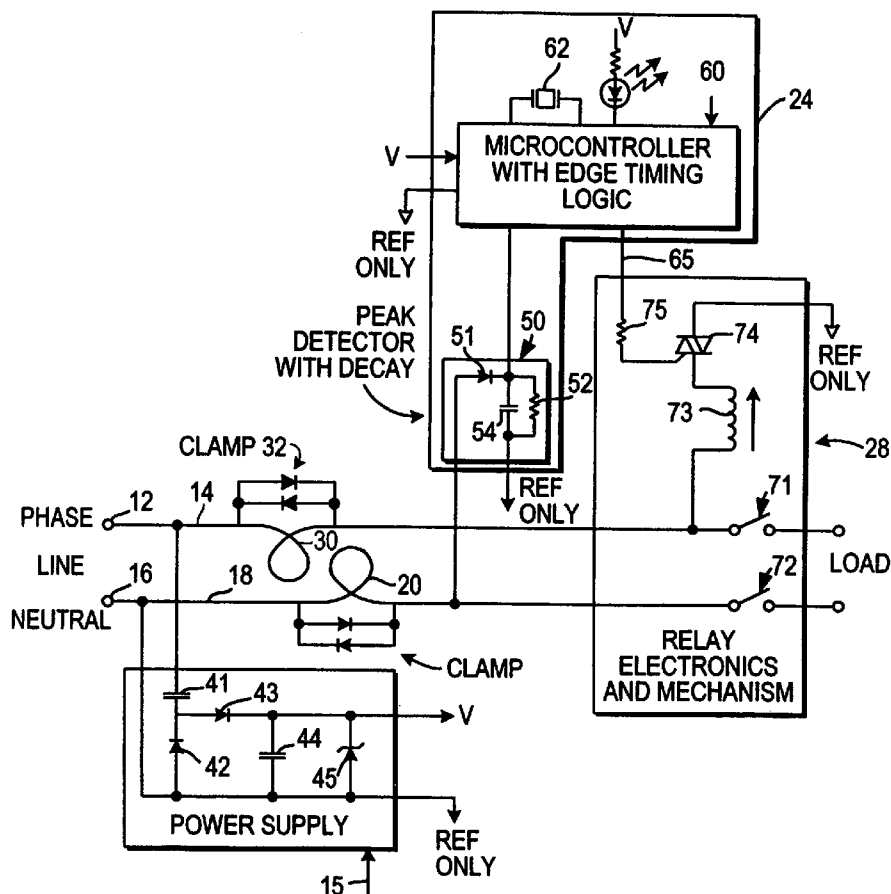 V
62
60
24
V
MICROCONTROLLER
WITH EDGE TIMING
LOGIC
REF
ONLY
65
PEAK
DETECTOR
WITH DECAY
50
51
52
54
75
74
REF
ONLY
73
28
CLAMP 32
REF
ONLY
71
PHASE
12
14
30
LINE
LOAD
16
18
20
72
NEUTRAL
CLAMP
RELAY
ELECTRONICS
AND MECHANISM
41
43
V
42
44
45
POWER SUPPLY
REF
ONLY
15